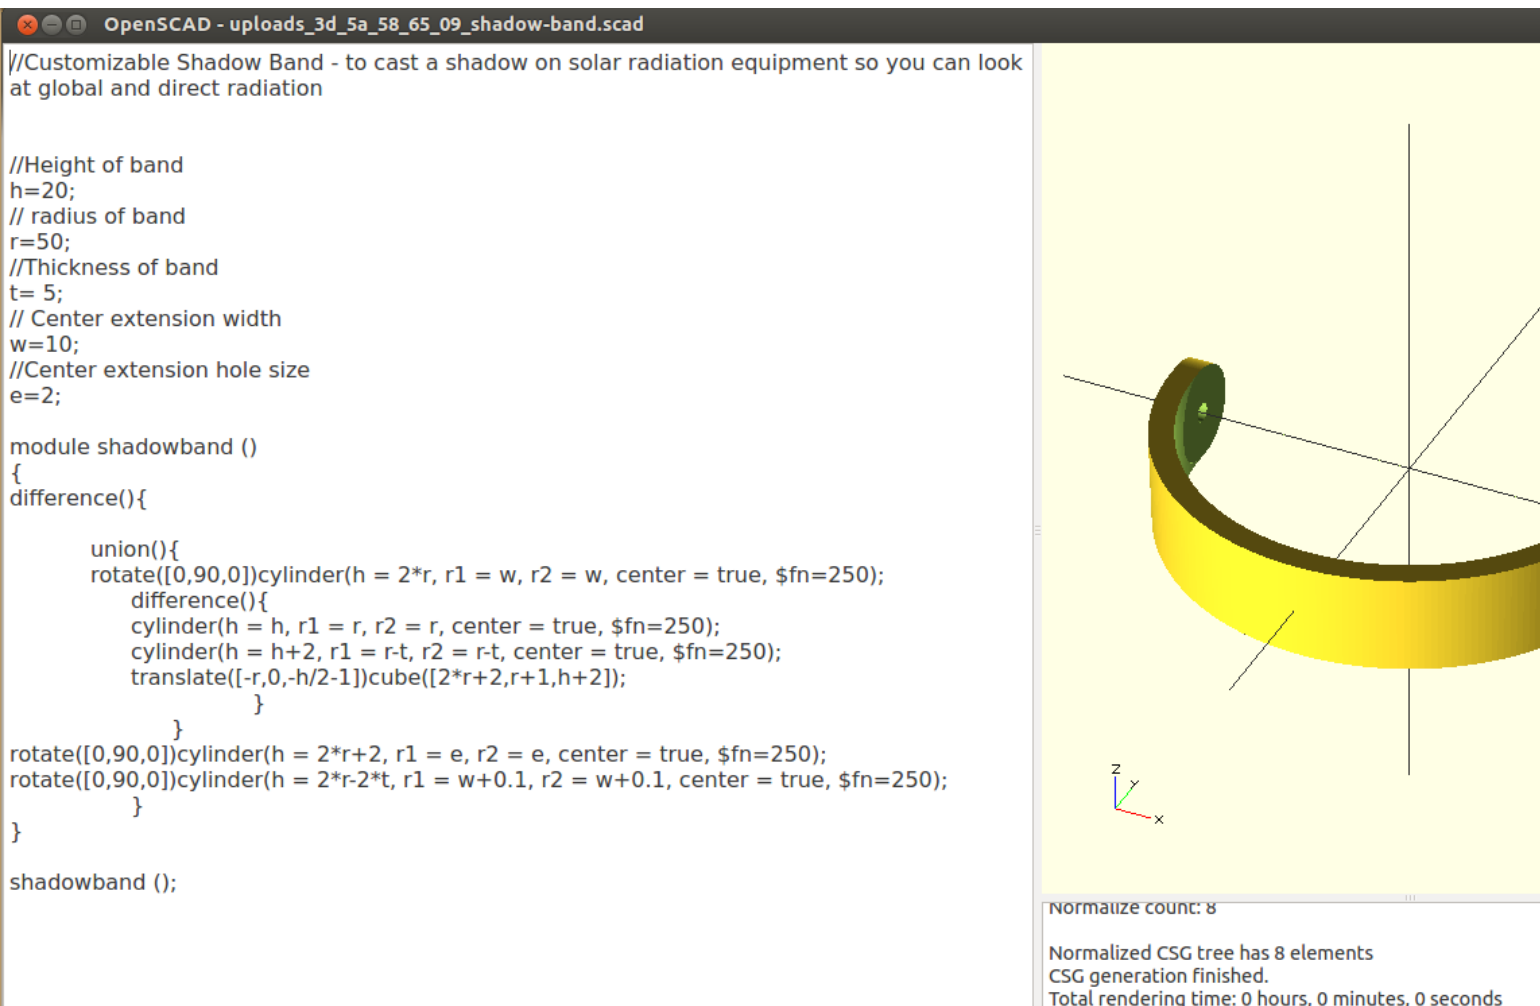 OpenSCAD - uploads_3d_5a_58_65_09_shadow-band.scad
//Customizable Shadow Band - to cast a shadow on solar radiation equipment so you can look
at global and direct radiation
//Height of band
h=20;
// radius of band
r=50;
//Thickness of band
t= 5;
// Center extension width
w=10;
//Center extension hole size
e=2;
module shadowband ()
{
difference(){
union(){
rotate([0,90,0])cylinder(h = 2*r, r1 = w, r2 = w, center = true, $fn=250);
difference(){
cylinder(h = h, r1 = r, r2 = r, center = true, $fn=250);
cylinder(h = h+2, r1 = r-t, r2 = r-t, center = true, $fn=250);
translate([-r,0,-h/2-1])cube([2*r+2,r+1,h+2]);
}
}
rotate([0,90,0])cylinder(h = 2*r+2, r1 = e, r2 = e, center = true, $fn=250);
rotate([0,90,0])cylinder(h = 2*r-2*t, r1 = w+0.1, r2 = w+0.1, center = true, $fn=250);
}
}
shadowband ();
z
y
x
Normalize count: 8
Normalized CSG tree has 8 elements
CSG generation finished.
Total rendering time: 0 hours, 0 minutes, 0 seconds